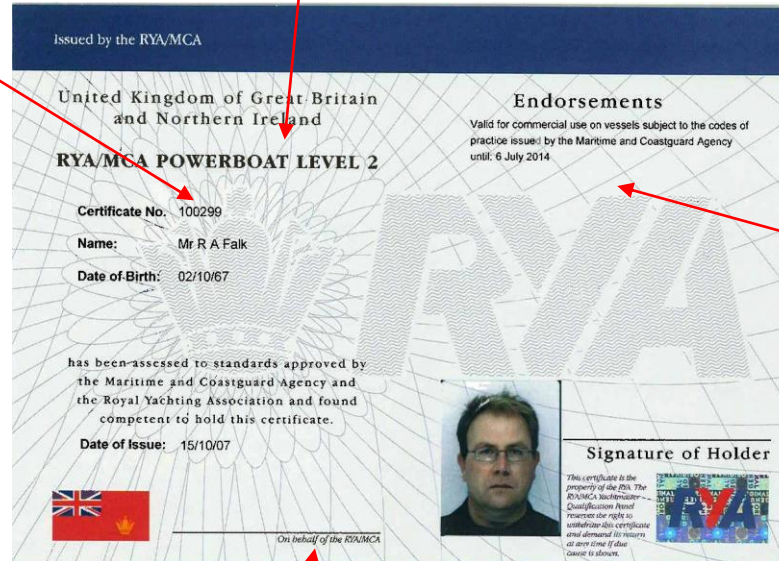 Issued by the RYA/MCA
United Kingdom of Great Britain
and Northern Ireland
RYA/MCA POWERBOAT LEVEL 2
Certificate No. 100299
Name: Mr R A Falk
Date of Birth: 02/10/67
has been assessed to standards approved by
the Maritime and Coastguard Agency and
the Royal Yachting Association and found
competent to hold this certificate.
Date of Issue: 15/10/07
On behalf of the RYA/MCA
Endorsements
Valid for commercial use on vessels subject to the codes of
practice issued by the Maritime and Coastguard Agency
until: 6 July 2014
RYA
Signature of Holder
This certificate is the
property of the RYA. The
RYA/MCA Yachtmaster
Qualification Panel
reserves the right to
withdraw this certificate
and demand its return
at any time if due
cause is shown.
RYA